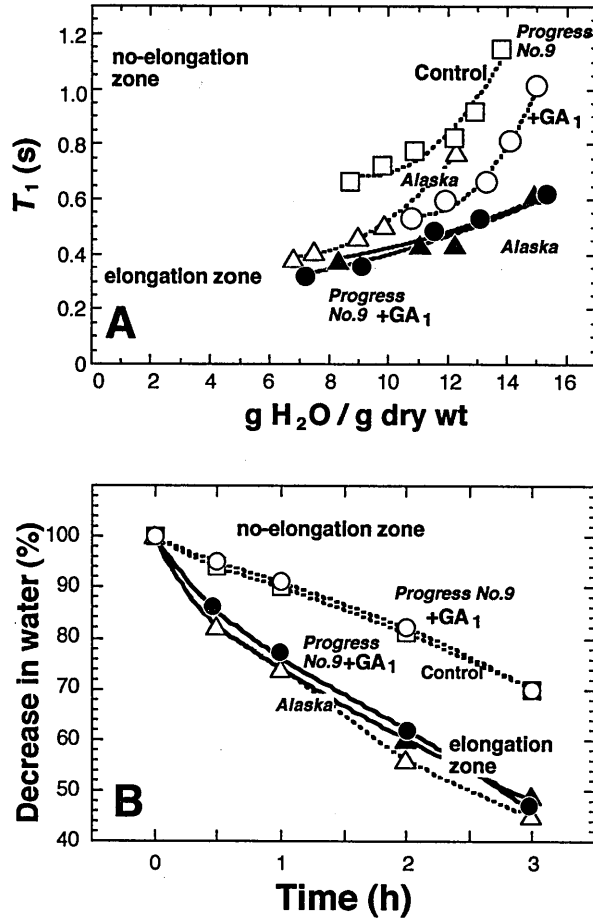 1.2
1.0
0.8
0.6
0.4
0.2
0
T₁ (s)
no-elongation
zone
Progress
No.9
Control
+GA₁
Alaska
Alaska
elongation zone
Progress
No.9 +GA₁
A
0 2 4 6 8 10 12 14 16
g H₂O / g dry wt
100
90
80
70
60
50
40
Decrease in water (%)
no-elongation zone
Progress No.9
+GA₁
Progress
No.9+GA₁
Control
Alaska
elongation
zone
B
0 1 2 3
Time (h)